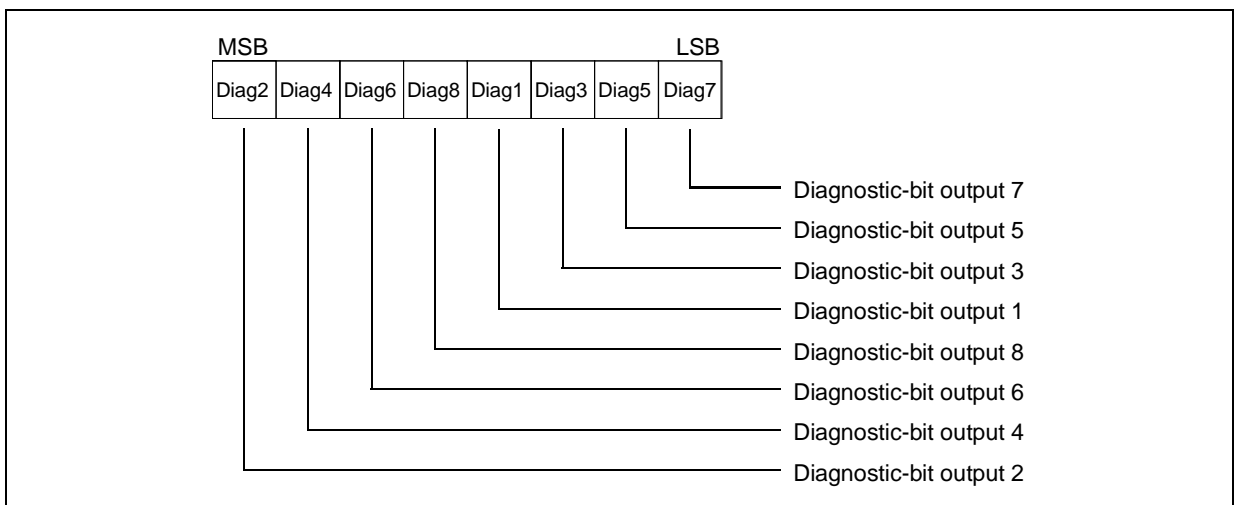 MSB LSB
Diag2 Diag4 Diag6 Diag8 Diag1 Diag3 Diag5 Diag7
Diagnostic-bit output 7
Diagnostic-bit output 5
Diagnostic-bit output 3
Diagnostic-bit output 1
Diagnostic-bit output 8
Diagnostic-bit output 6
Diagnostic-bit output 4
Diagnostic-bit output 2